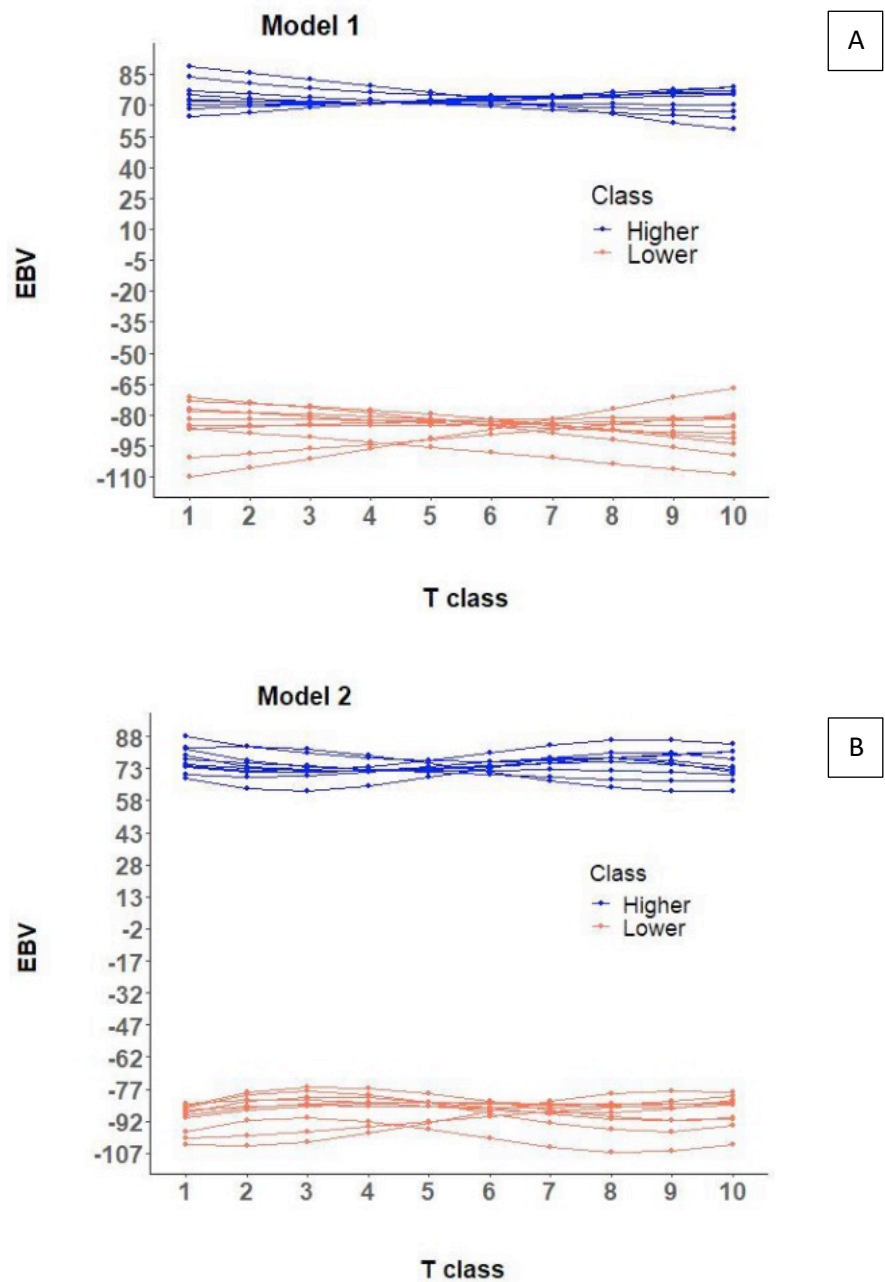 Model 1
A
85
70
55
40
25
10
-5
-20
-35
-50
-65
-80
-95
-110
EBV
Class
Higher
Lower
1 2 3 4 5 6 7 8 9 10
T class
Model 2
B
88
73
58
43
28
13
-2
-17
-32
-47
-62
-77
-92
-107
EBV
Class
Higher
Lower
1 2 3 4 5 6 7 8 9 10
T class